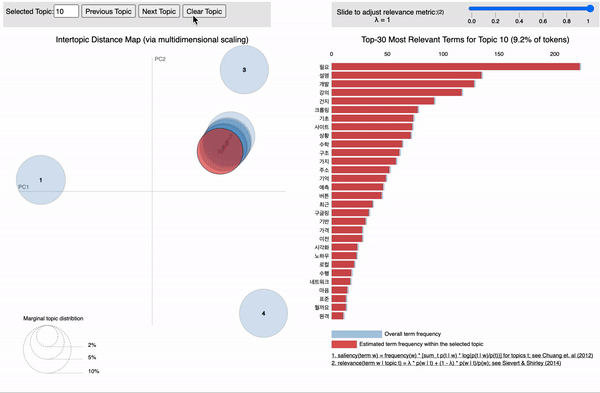 Selected Topic: 10 Previous Topic Next Topic Clear Topic
Slide to adjust relevance metric:(2)
λ = 1
0.0 0.2 0.4 0.6 0.8 1.0
Intertopic Distance Map (via multidimensional scaling)
PC2
PC1
1
3
4
Marginal topic distribtion
2%
5%
10%
Top-30 Most Relevant Terms for Topic 10 (9.2% of tokens)
0 50 100 150 200
필요
설명
개발
강의
건지
크롤링
기초
사이트
상황
수학
구조
가지
주소
기억
예측
버튼
최근
구글링
기반
가격
이전
시각화
노하우
로컬
수행
네트워크
마음
표준
뭘까요
원격
Overall term frequency
Estimated term frequency within the selected topic
1. saliency(term w) = frequency(w) * [sum_t p(t | w) * log(p(t | w)/p(t))] for topics t; see Chuang et. al (2012)
2. relevance(term w | topic t) = λ * p(w | t) + (1 - λ) * p(w | t)/p(w); see Sievert & Shirley (2014)